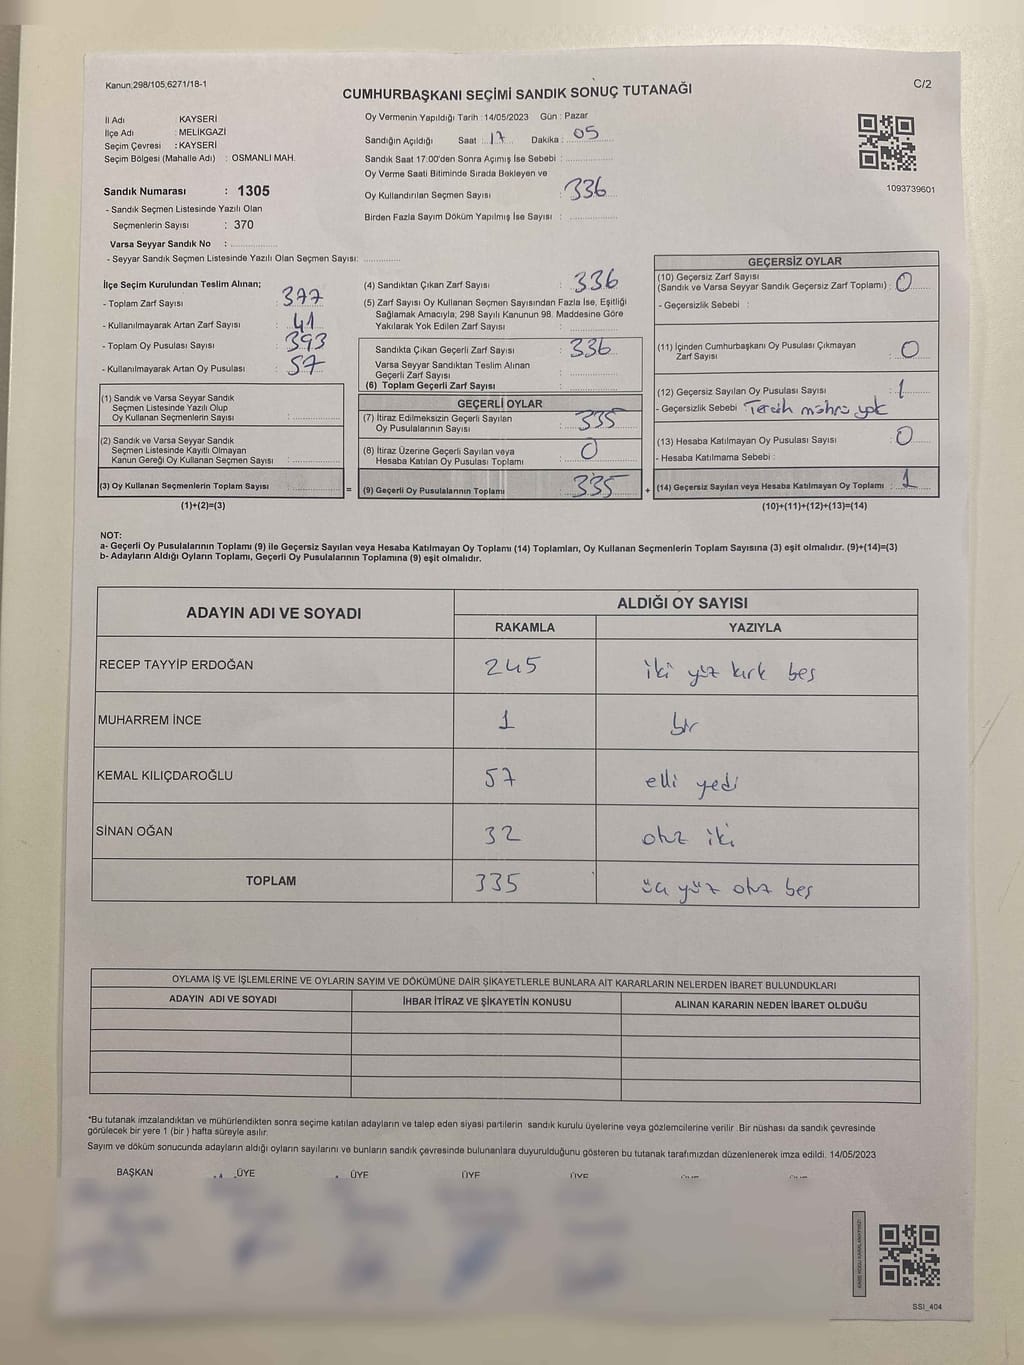 Kanun;298/105;6271/18-1
C/2
CUMHURBAŞKANI SEÇİMİ SANDIK SONUÇ TUTANAĞI
İl Adı : KAYSERİ
İlçe Adı : MELİKGAZİ
Seçim Çevresi : KAYSERİ
Seçim Bölgesi (Mahalle Adı) : OSMANLI MAH.
Sandık Numarası : 1305
- Sandık Seçmen Listesinde Yazılı Olan
Seçmenlerin Sayısı : 370
Varsa Seyyar Sandık No :
- Seyyar Sandık Seçmen Listesinde Yazılı Olan Seçmen Sayısı:
Oy Vermenin Yapıldığı Tarih : 14/05/2023 Gün : Pazar
Sandığın Açıldığı Saat : 17 Dakika : 05
Sandık Saat 17:00'den Sonra Açımış İse Sebebi :
Oy Verme Saati Bitiminde Sırada Bekleyen ve
Oy Kullandırılan Seçmen Sayısı : 336
Birden Fazla Sayım Döküm Yapılmış İse Sayısı :
1093739601
İlçe Seçim Kurulundan Teslim Alınan;
- Toplam Zarf Sayısı : 377
- Kullanılmayarak Artan Zarf Sayısı : 41
- Toplam Oy Pusulası Sayısı : 393
- Kullanılmayarak Artan Oy Pusulası : 57
(1) Sandık ve Varsa Seyyar Sandık
Seçmen Listesinde Yazılı Olup
Oy Kullanan Seçmenlerin Sayısı :
(2) Sandık ve Varsa Seyyar Sandık
Seçmen Listesinde Kayıtlı Olmayan
Kanun Gereği Oy Kullanan Seçmen Sayısı :
(3) Oy Kullanan Seçmenlerin Toplam Sayısı :
(1)+(2)=(3)
(4) Sandıktan Çıkan Zarf Sayısı : 336
(5) Zarf Sayısı Oy Kullanan Seçmen Sayısından Fazla İse, Eşitliği
Sağlamak Amacıyla; 298 Sayılı Kanunun 98. Maddesine Göre
Yakılarak Yok Edilen Zarf Sayısı :
Sandıkta Çıkan Geçerli Zarf Sayısı : 336
Varsa Seyyar Sandıktan Teslim Alınan
Geçerli Zarf Sayısı :
(6) Toplam Geçerli Zarf Sayısı :
GEÇERLİ OYLAR
(7) İtiraz Edilmeksizin Geçerli Sayılan
Oy Pusulalarının Sayısı : 335
(8) İtiraz Üzerine Geçerli Sayılan veya
Hesaba Katılan Oy Pusulası Toplamı : 0
= (9) Geçerli Oy Pusulalarının Toplamı : 335
GEÇERSİZ OYLAR
(10) Geçersiz Zarf Sayısı
(Sandık ve Varsa Seyyar Sandık Geçersiz Zarf Toplamı) : 0
- Geçersizlik Sebebi :
(11) İçinden Cumhurbaşkanı Oy Pusulası Çıkmayan
Zarf Sayısı : 0
(12) Geçersiz Sayılan Oy Pusulası Sayısı : 1
- Geçersizlik Sebebi : Tercih mührü yok
(13) Hesaba Katılmayan Oy Pusulası Sayısı : 0
- Hesaba Katılmama Sebebi :
+ (14) Geçersiz Sayılan veya Hesaba Katılmayan Oy Toplamı : 1
(10)+(11)+(12)+(13)=(14)
NOT:
a- Geçerli Oy Pusulalarının Toplamı (9) ile Geçersiz Sayılan veya Hesaba Katılmayan Oy Toplamı (14) Toplamları, Oy Kullanan Seçmenlerin Toplam Sayısına (3) eşit olmalıdır. (9)+(14)=(3)
b- Adayların Aldığı Oyların Toplamı, Geçerli Oy Pusulalarının Toplamına (9) eşit olmalıdır.
ADAYIN ADI VE SOYADI ALDIĞI OY SAYISI
RAKAMLA YAZIYLA
RECEP TAYYİP ERDOĞAN 245 iki yüz kırk beş
MUHARREM İNCE 1 bir
KEMAL KILIÇDAROĞLU 57 elli yedi
SİNAN OĞAN 32 otuz iki
TOPLAM 335 üç yüz otuz beş
OYLAMA İŞ VE İŞLEMLERİNE VE OYLARIN SAYIM VE DÖKÜMÜNE DAİR ŞİKAYETLERLE BUNLARA AİT KARARLARIN NELERDEN İBARET BULUNDUKLARI
ADAYIN ADI VE SOYADI İHBAR İTİRAZ VE ŞİKAYETİN KONUSU ALINAN KARARIN NEDEN İBARET OLDUĞU
*Bu tutanak imzalandıktan ve mühürlendikten sonra seçime katılan adayların ve talep eden siyasi partilerin sandık kurulu üyelerine veya gözlemcilerine verilir .Bir nüshası da sandık çevresinde
görülecek bir yere 1 (bir ) hafta süreyle asılır.
Sayım ve döküm sonucunda adayların aldığı oyların sayılarını ve bunların sandık çevresinde bulunanlara duyurulduğunu gösteren bu tutanak tarafımızdan düzenlenerek imza edildi. 14/05/2023
BAŞKAN ÜYE ÜYE ÜYE ÜYE
SSI_404